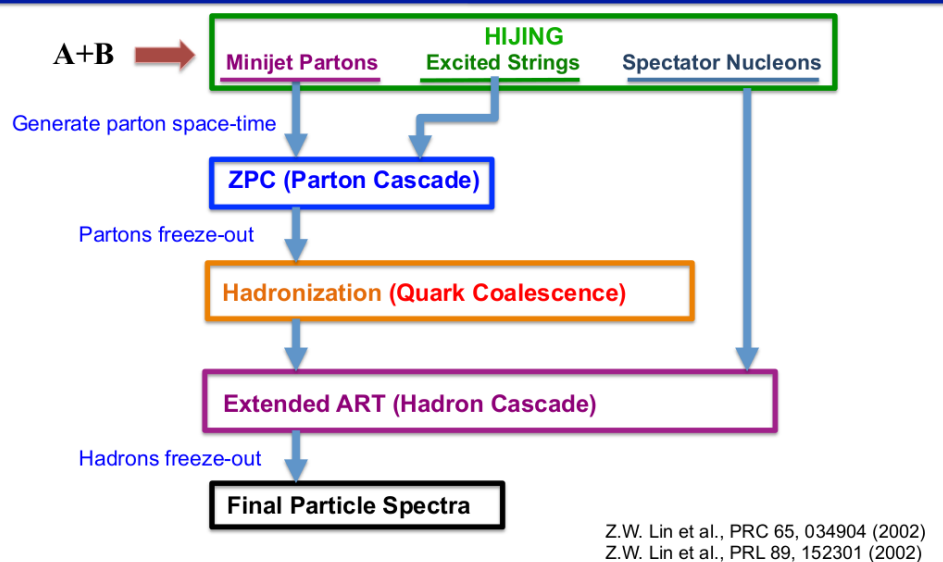 HIJING
A+B
Minijet Partons Excited Strings Spectator Nucleons
Generate parton space-time
ZPC (Parton Cascade)
Partons freeze-out
Hadronization (Quark Coalescence)
Extended ART (Hadron Cascade)
Hadrons freeze-out
Final Particle Spectra
Z.W. Lin et al., PRC 65, 034904 (2002)
Z.W. Lin et al., PRL 89, 152301 (2002)